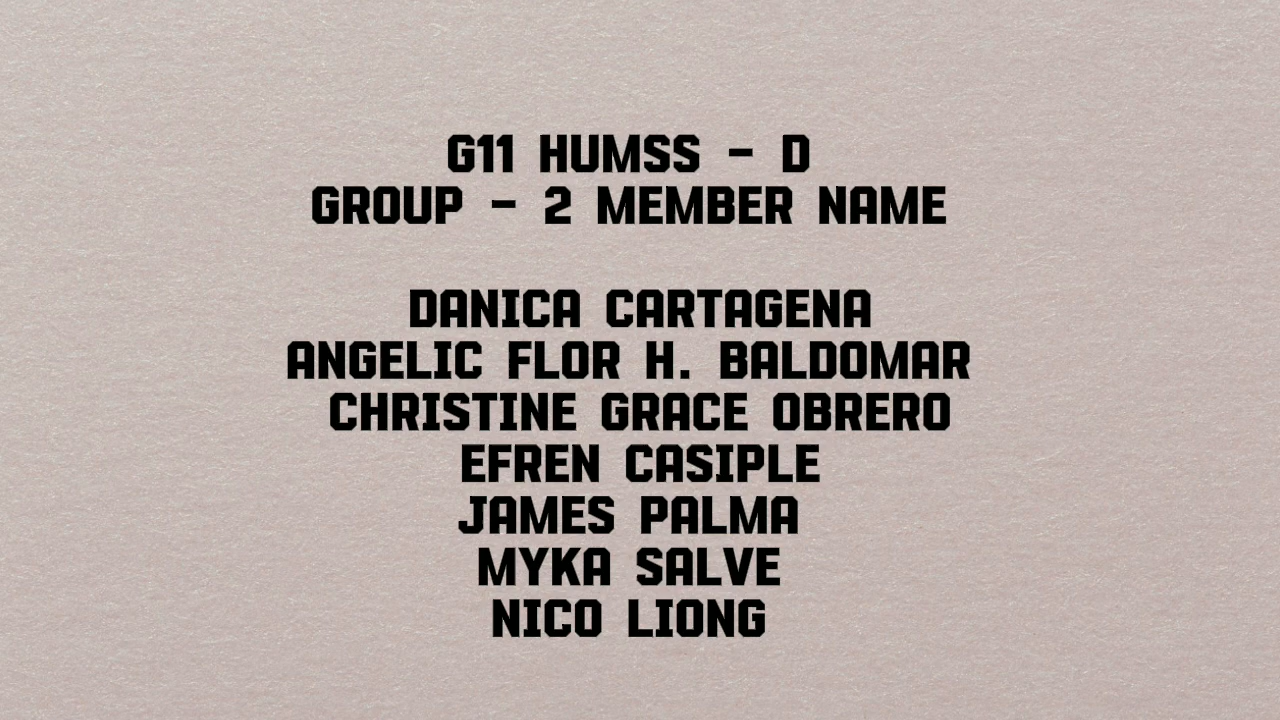 G11 HUMSS - D
GROUP - 2 MEMBER NAME
DANICA CARTAGENA
ANGELIC FLOR H. BALDOMAR
CHRISTINE GRACE OBRERO
EFREN CASIPLE
JAMES PALMA
MYKA SALVE
NICO LIONG